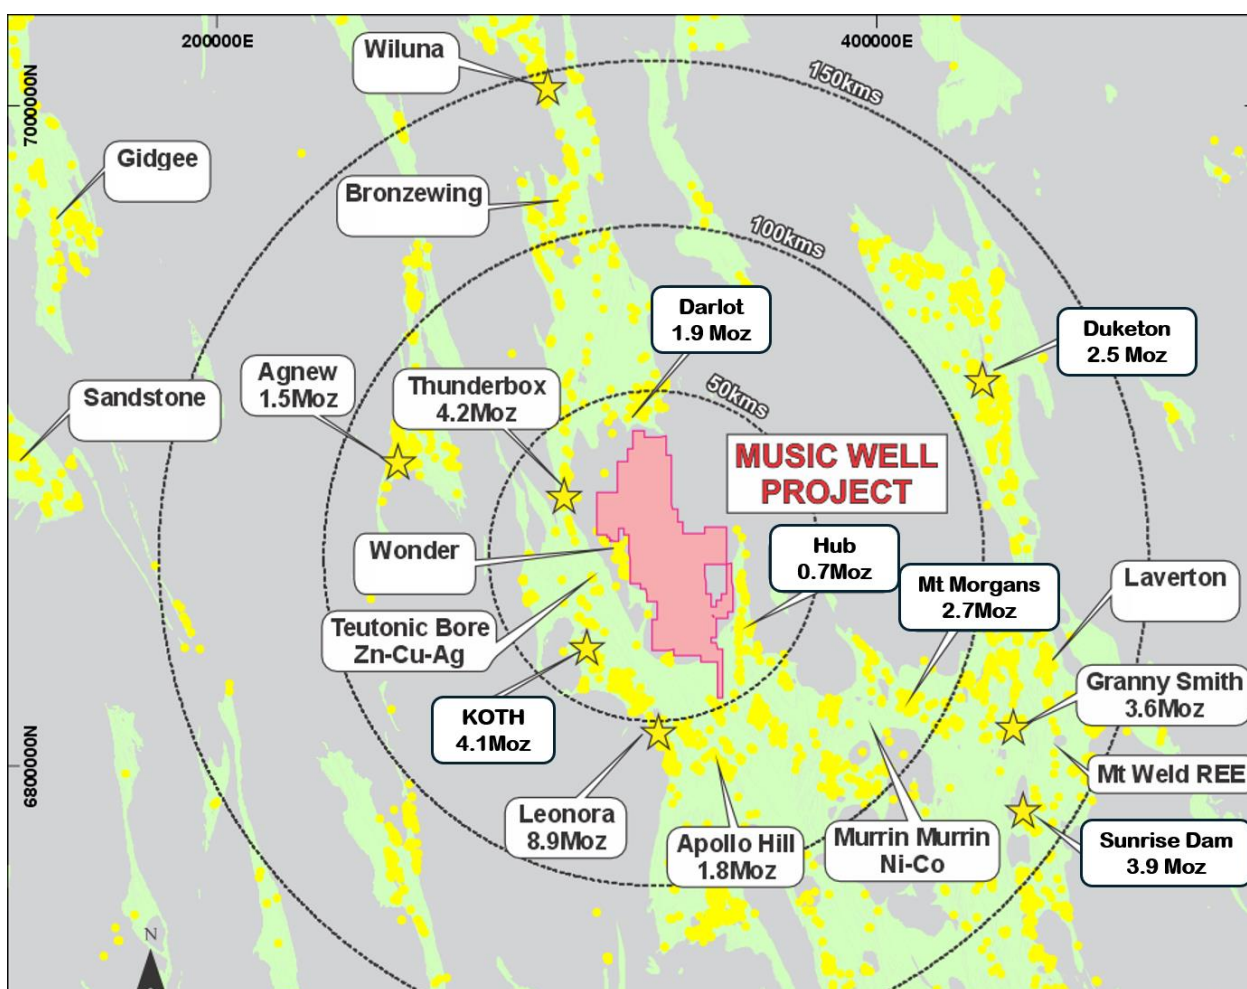 200000E
400000E
7000000N
6800000N
150kms
100kms
50kms
Wiluna
Gidgee
Bronzewing
Darlot
1.9 Moz
Duketon
2.5 Moz
Sandstone
Agnew
1.5Moz
Thunderbox
4.2Moz
MUSIC WELL
PROJECT
Wonder
Hub
0.7Moz
Mt Morgans
2.7Moz
Laverton
Teutonic Bore
Zn-Cu-Ag
KOTH
4.1Moz
Granny Smith
3.6Moz
Mt Weld REE
Leonora
8.9Moz
Apollo Hill
1.8Moz
Murrin Murrin
Ni-Co
Sunrise Dam
3.9 Moz
N